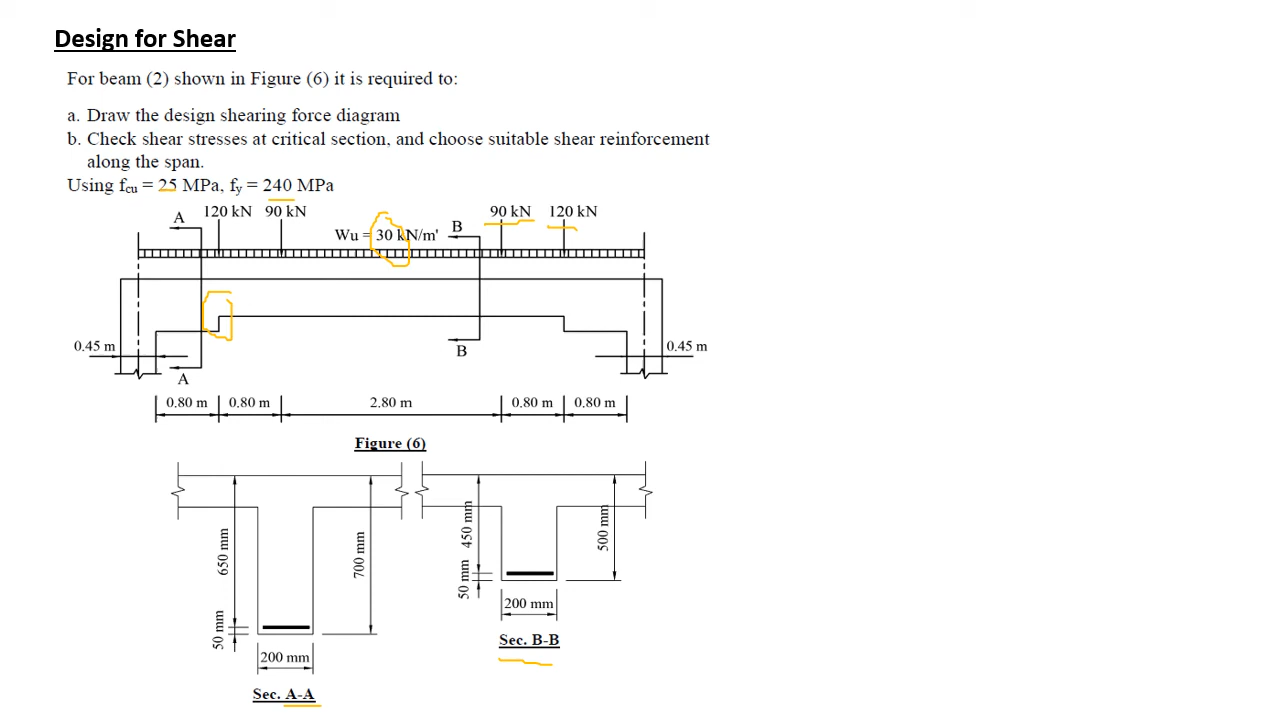 Design for Shear
For beam (2) shown in Figure (6) it is required to:
a. Draw the design shearing force diagram
b. Check shear stresses at critical section, and choose suitable shear reinforcement
along the span.
Using fcu = 25 MPa, fy = 240 MPa
A 120 kN 90 kN 90 kN 120 kN
Wu = 30 kN/m' B
0.45 m B 0.45 m
A
0.80 m 0.80 m 2.80 m 0.80 m 0.80 m
Figure (6)
650 mm
50 mm
700 mm
200 mm
Sec. A-A
450 mm
50 mm
500 mm
200 mm
Sec. B-B